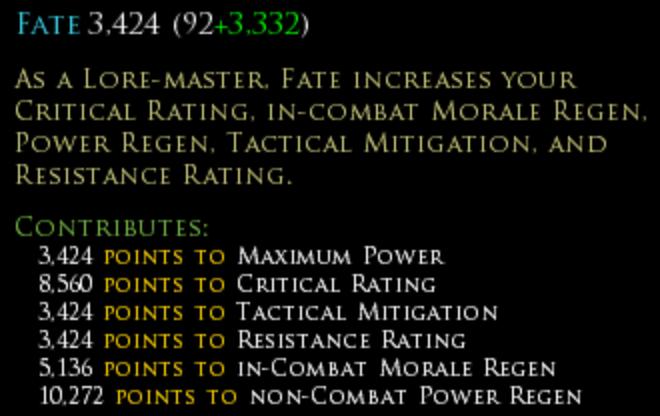 Fate 3,424 (92+3,332)
As a Lore-master, Fate increases your
Critical Rating, in-combat Morale Regen,
Power Regen, Tactical Mitigation, and
Resistance Rating.
Contributes:
3,424 points to Maximum Power
8,560 points to Critical Rating
3,424 points to Tactical Mitigation
3,424 points to Resistance Rating
5,136 points to in-Combat Morale Regen
10,272 points to non-Combat Power Regen